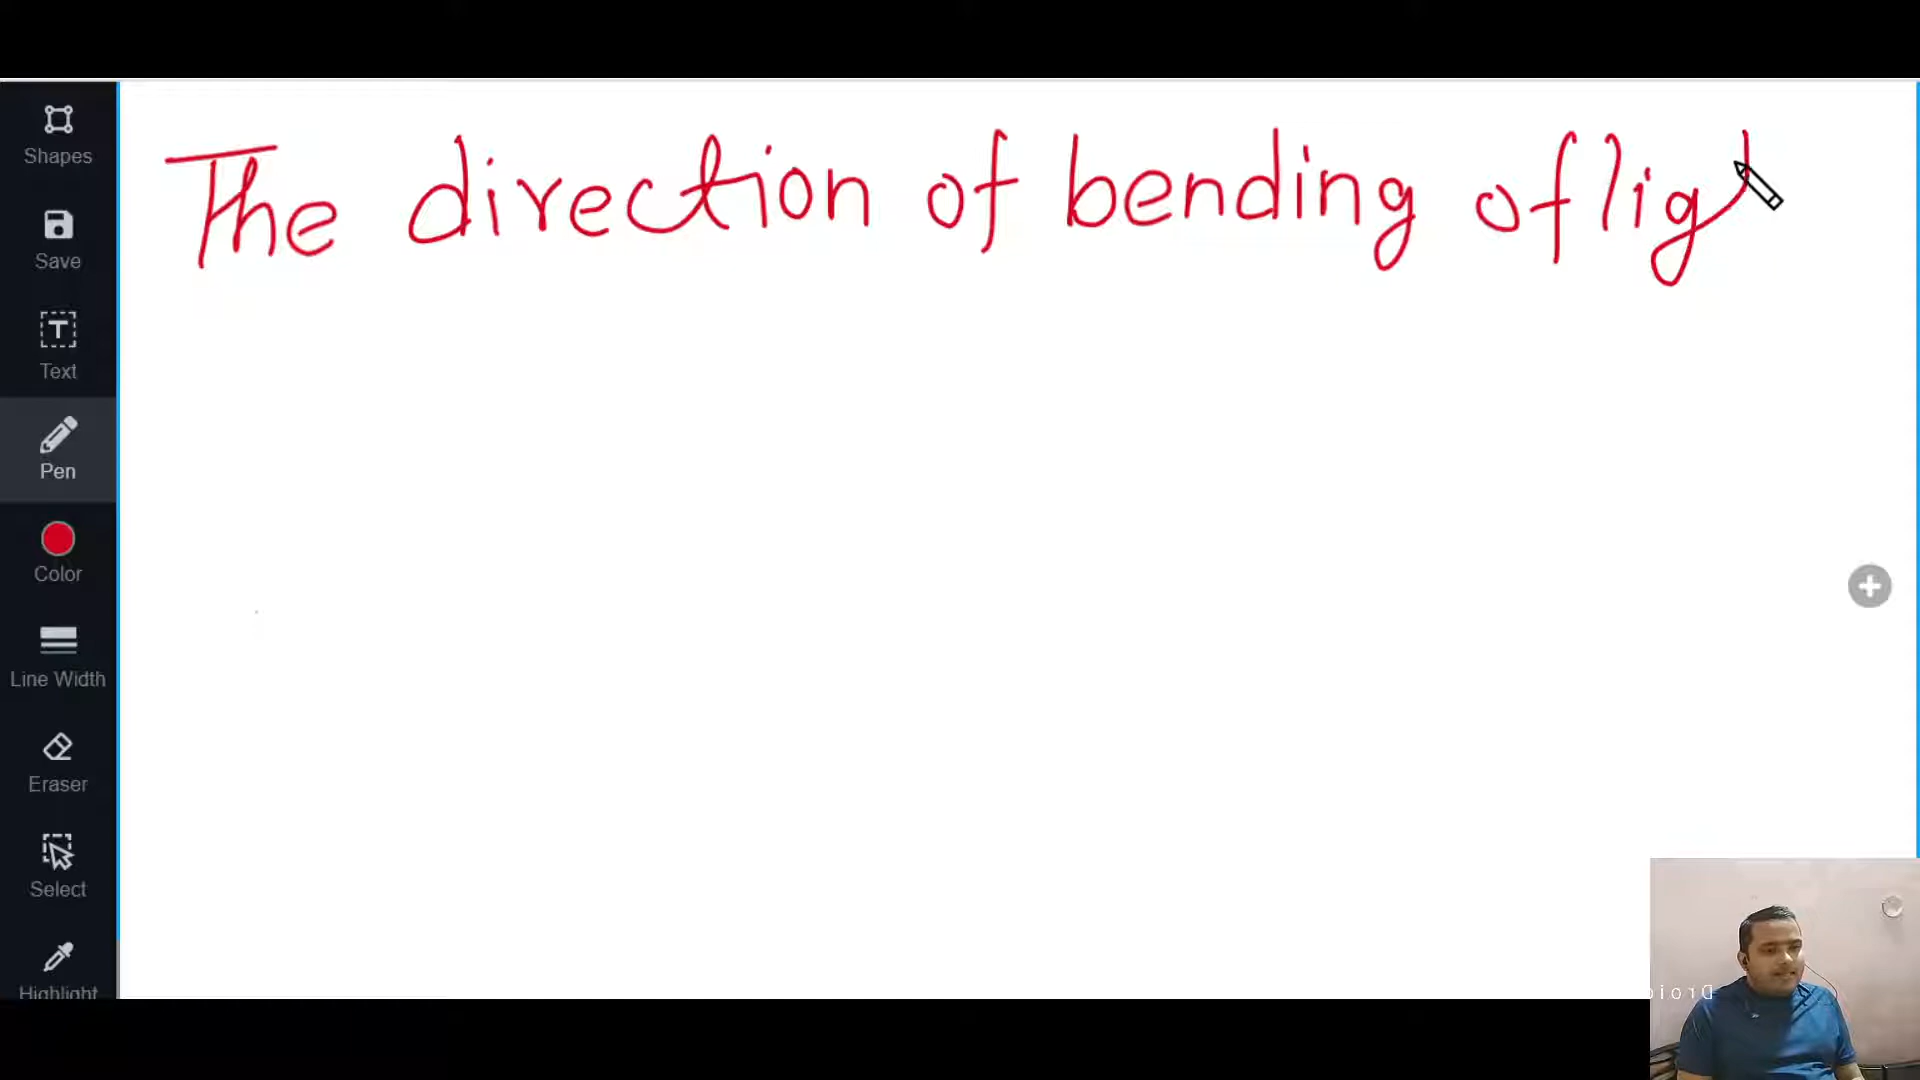 The direction of bending of lig
Shapes
Save
T
Text
Pen
Color
Line Width
Eraser
Select
Highlight